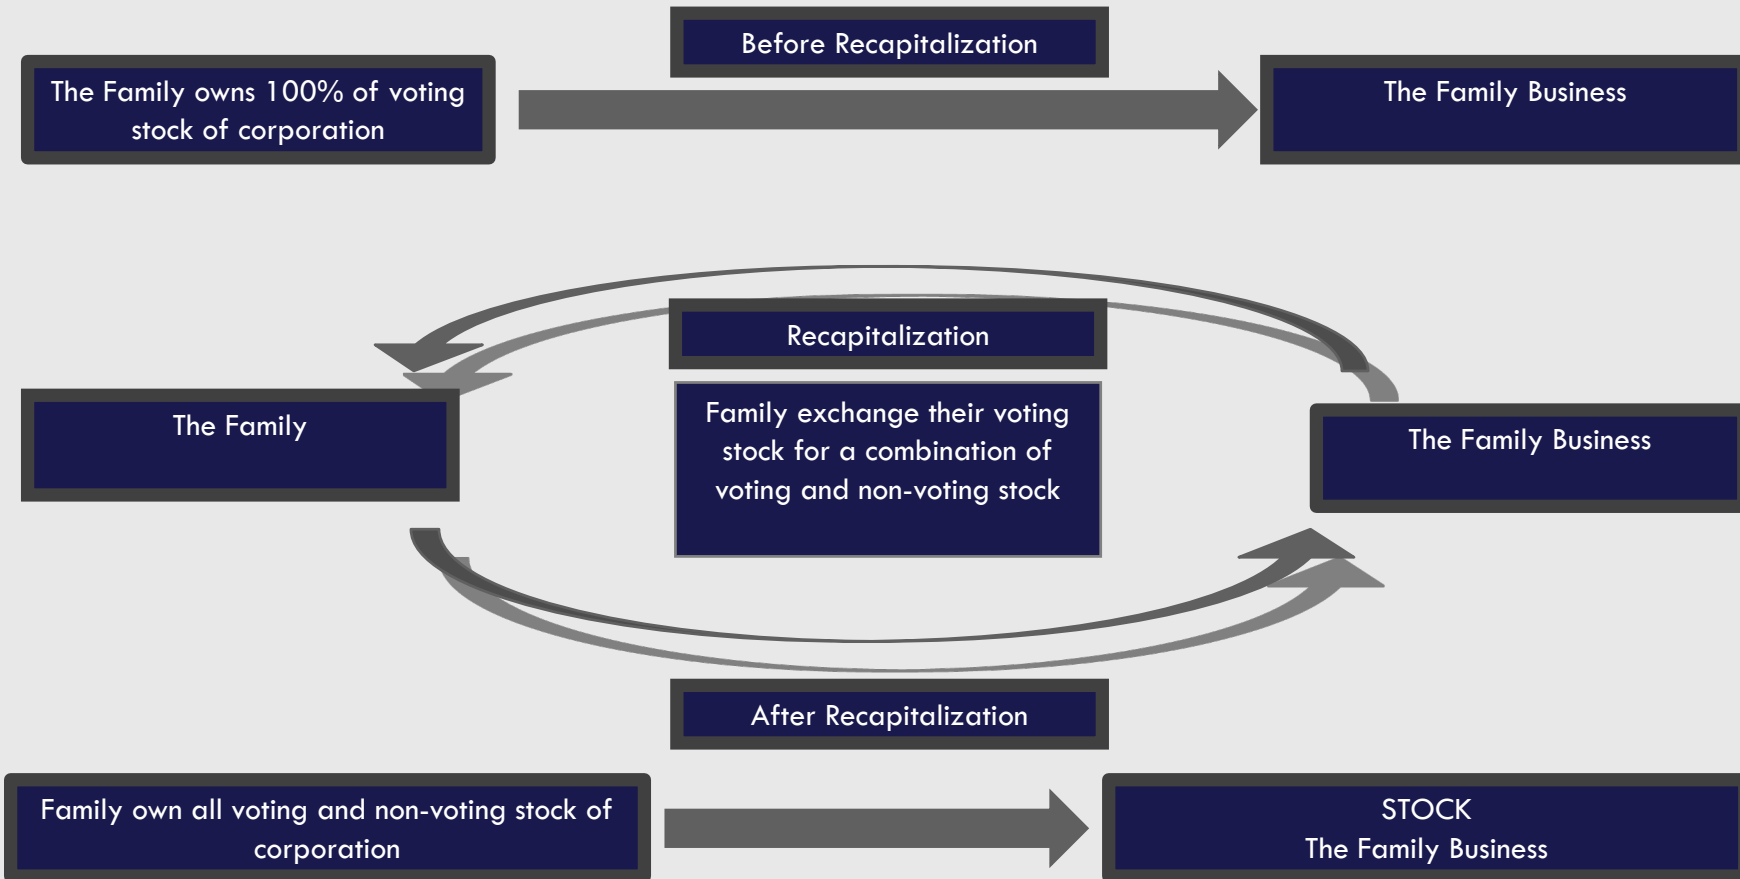 Before Recapitalization
The Family owns 100% of voting
stock of corporation
The Family Business
Recapitalization
The Family
Family exchange their voting
stock for a combination of
voting and non-voting stock
The Family Business
After Recapitalization
Family own all voting and non-voting stock of
corporation
STOCK
The Family Business